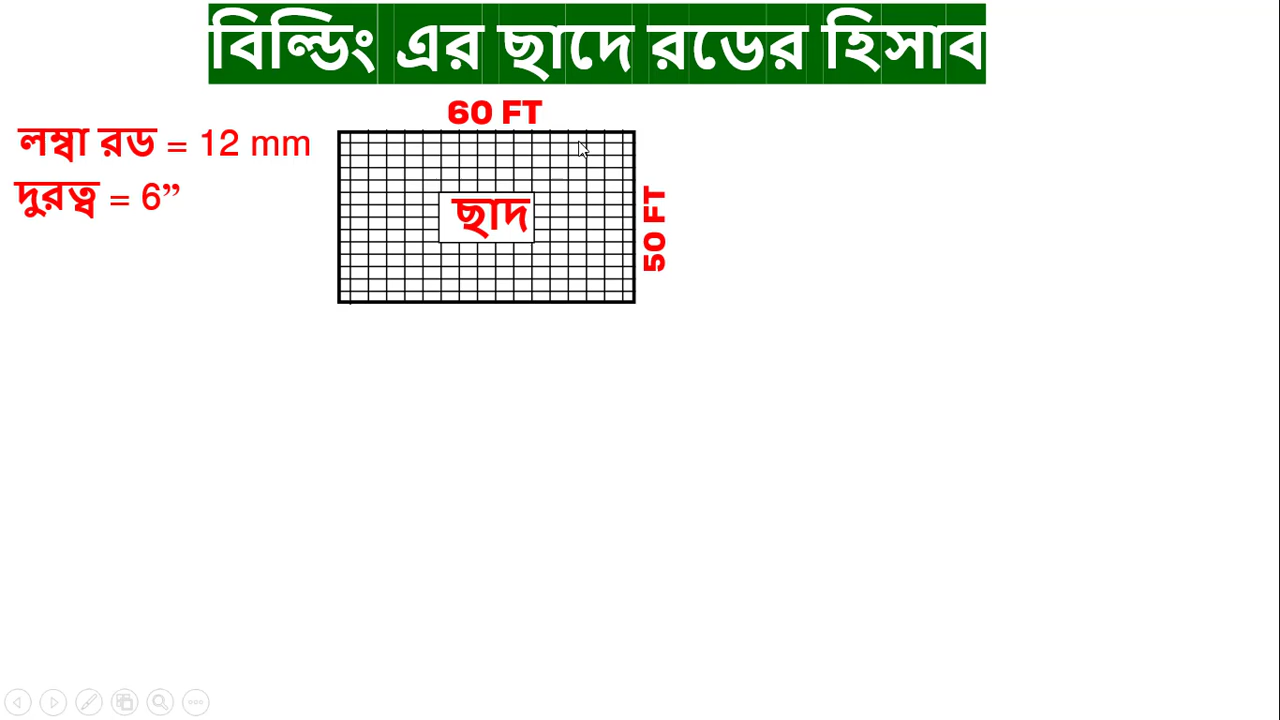 বিল্ডিং এর ছাদে রডের হিসাব
60 FT
লম্বা রড = 12 mm
দুরত্ব = 6”
ছাদ
50 FT